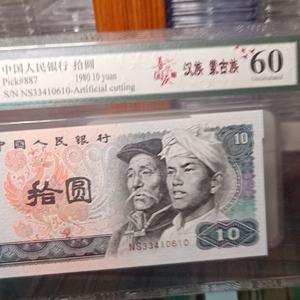 中国人民银行 拾圆
Pick#887 1980 10 yuan
S/N NS33410610-Artificial cutting
汉族 蒙古族
60
Uncirculated
中国人民银行
10
拾圆
NS33410610
10